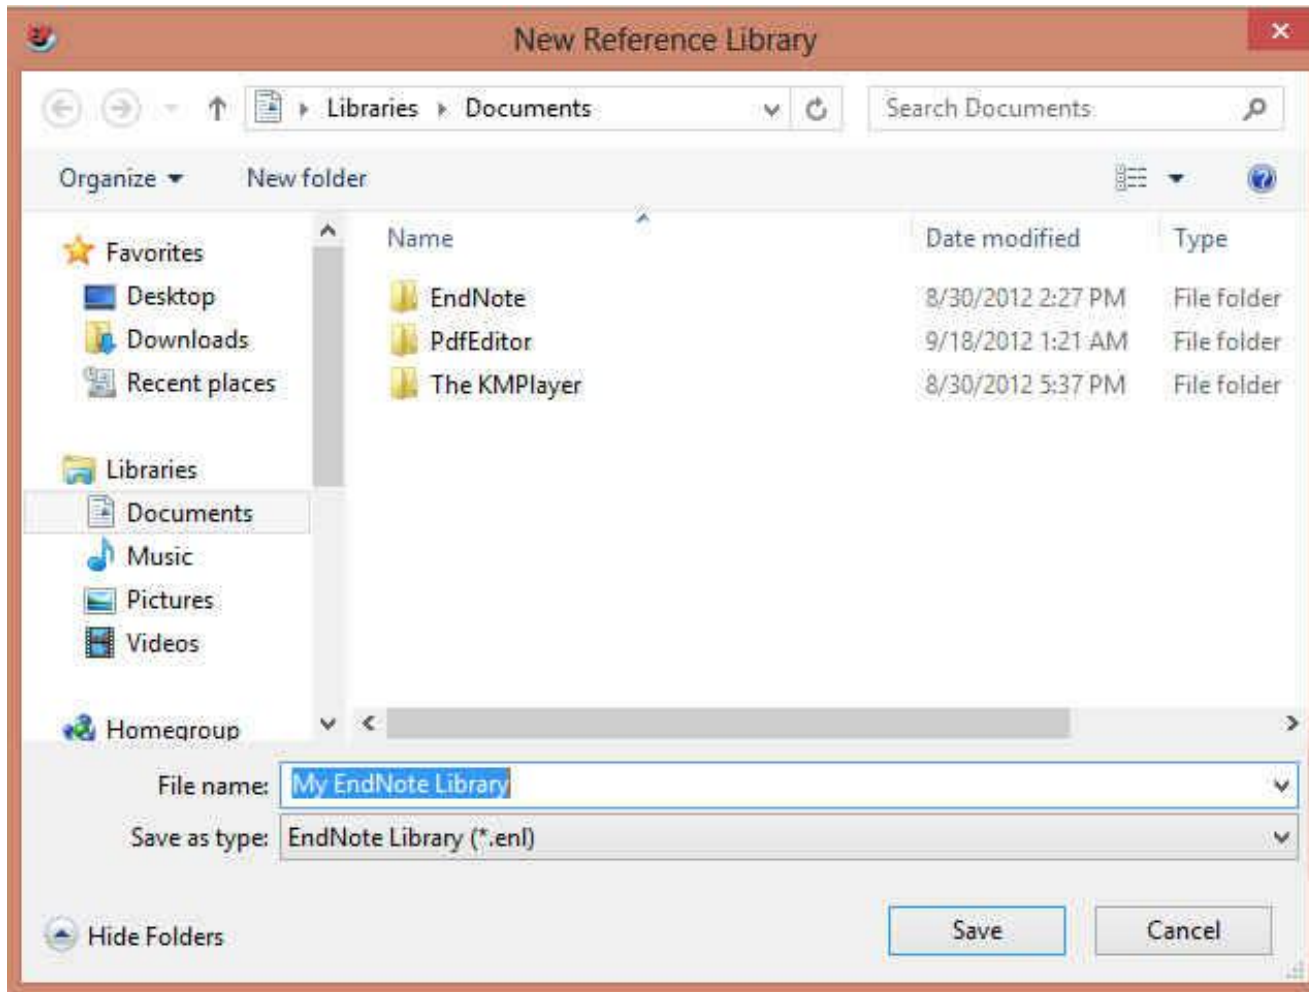 New Reference Library
Libraries Documents
Search Documents
Organize
New folder
Name
Date modified
Type
Favorites
Desktop
Downloads
Recent places
Libraries
Documents
Music
Pictures
Videos
Homegroup
EndNote 8/30/2012 2:27 PM File folder
PdfEditor 9/18/2012 1:21 AM File folder
The KMPlayer 8/30/2012 5:37 PM File folder
File name: My EndNote Library
Save as type: EndNote Library (*.enl)
Hide Folders
Save
Cancel